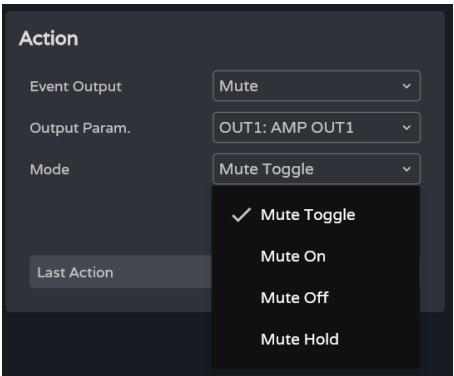 Action
Event Output Mute
Output Param. OUT1: AMP OUT1
Mode Mute Toggle
Mute Toggle
Mute On
Last Action
Mute Off
Mute Hold